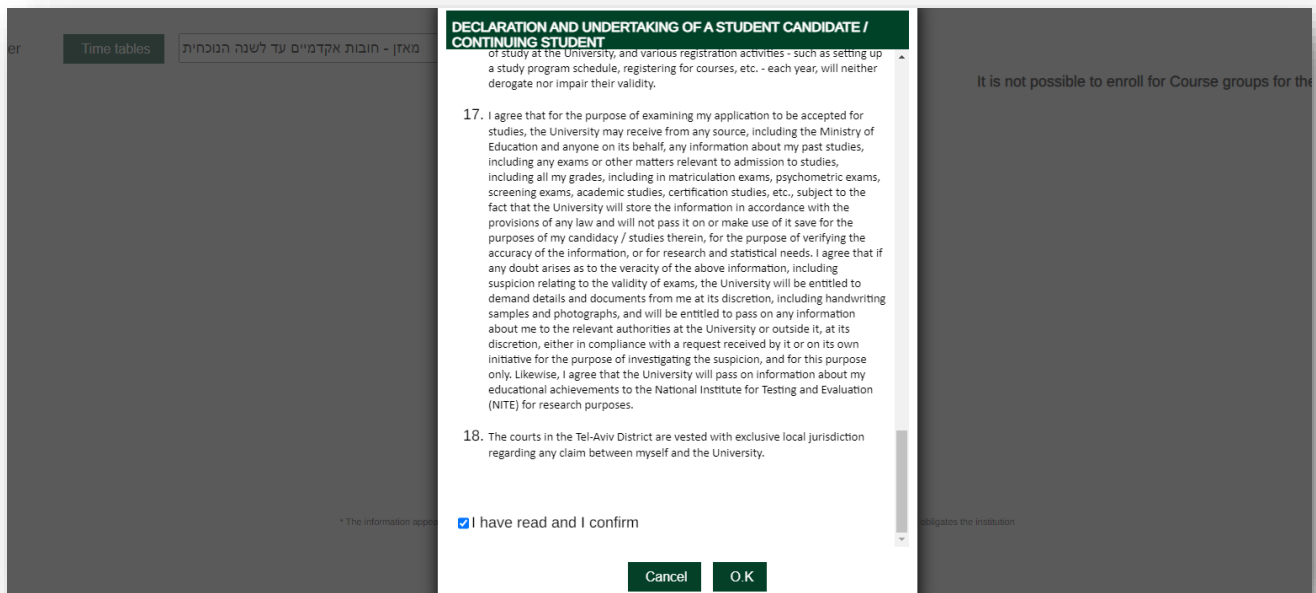 DECLARATION AND UNDERTAKING OF A STUDENT CANDIDATE /
CONTINUING STUDENT
er
Time tables
מאזן - חובות אקדמיים עד לשנה הנוכחית
It is not possible to enroll for Course groups for the
of study at the University, and various registration activities - such as setting up
a study program schedule, registering for courses, etc. - each year, will neither
derogate nor impair their validity.
17. I agree that for the purpose of examining my application to be accepted for
studies, the University may receive from any source, including the Ministry of
Education and anyone on its behalf, any information about my past studies,
including any exams or other matters relevant to admission to studies,
including all my grades, including in matriculation exams, psychometric exams,
screening exams, academic studies, certification studies, etc., subject to the
fact that the University will store the information in accordance with the
provisions of any law and will not pass it on or make use of it save for the
purposes of my candidacy / studies therein, for the purpose of verifying the
accuracy of the information, or for research and statistical needs. I agree that if
any doubt arises as to the veracity of the above information, including
suspicion relating to the validity of exams, the University will be entitled to
demand details and documents from me at its discretion, including handwriting
samples and photographs, and will be entitled to pass on any information
about me to the relevant authorities at the University or outside it, at its
discretion, either in compliance with a request received by it or on its own
initiative for the purpose of investigating the suspicion, and for this purpose
only. Likewise, I agree that the University will pass on information about my
educational achievements to the National Institute for Testing and Evaluation
(NITE) for research purposes.
18. The courts in the Tel-Aviv District are vested with exclusive local jurisdiction
regarding any claim between myself and the University.
* The information appea
obligates the institution
I have read and I confirm
Cancel
O.K